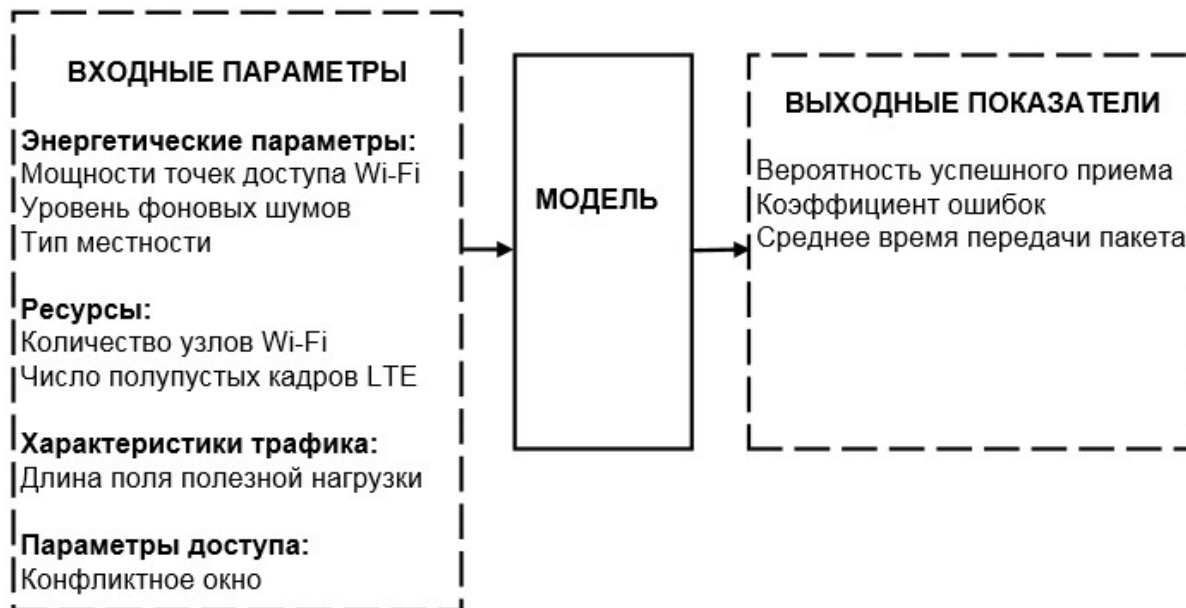 ВХОДНЫЕ ПАРАМЕТРЫ
Энергетические параметры:
Мощности точек доступа Wi-Fi
Уровень фоновых шумов
Тип местности
Ресурсы:
Количество узлов Wi-Fi
Число полупустых кадров LTE
Характеристики трафика:
Длина поля полезной нагрузки
Параметры доступа:
Конфликтное окно
МОДЕЛЬ
ВЫХОДНЫЕ ПОКАЗАТЕЛИ
Вероятность успешного приема
Коэффициент ошибок
Среднее время передачи пакета